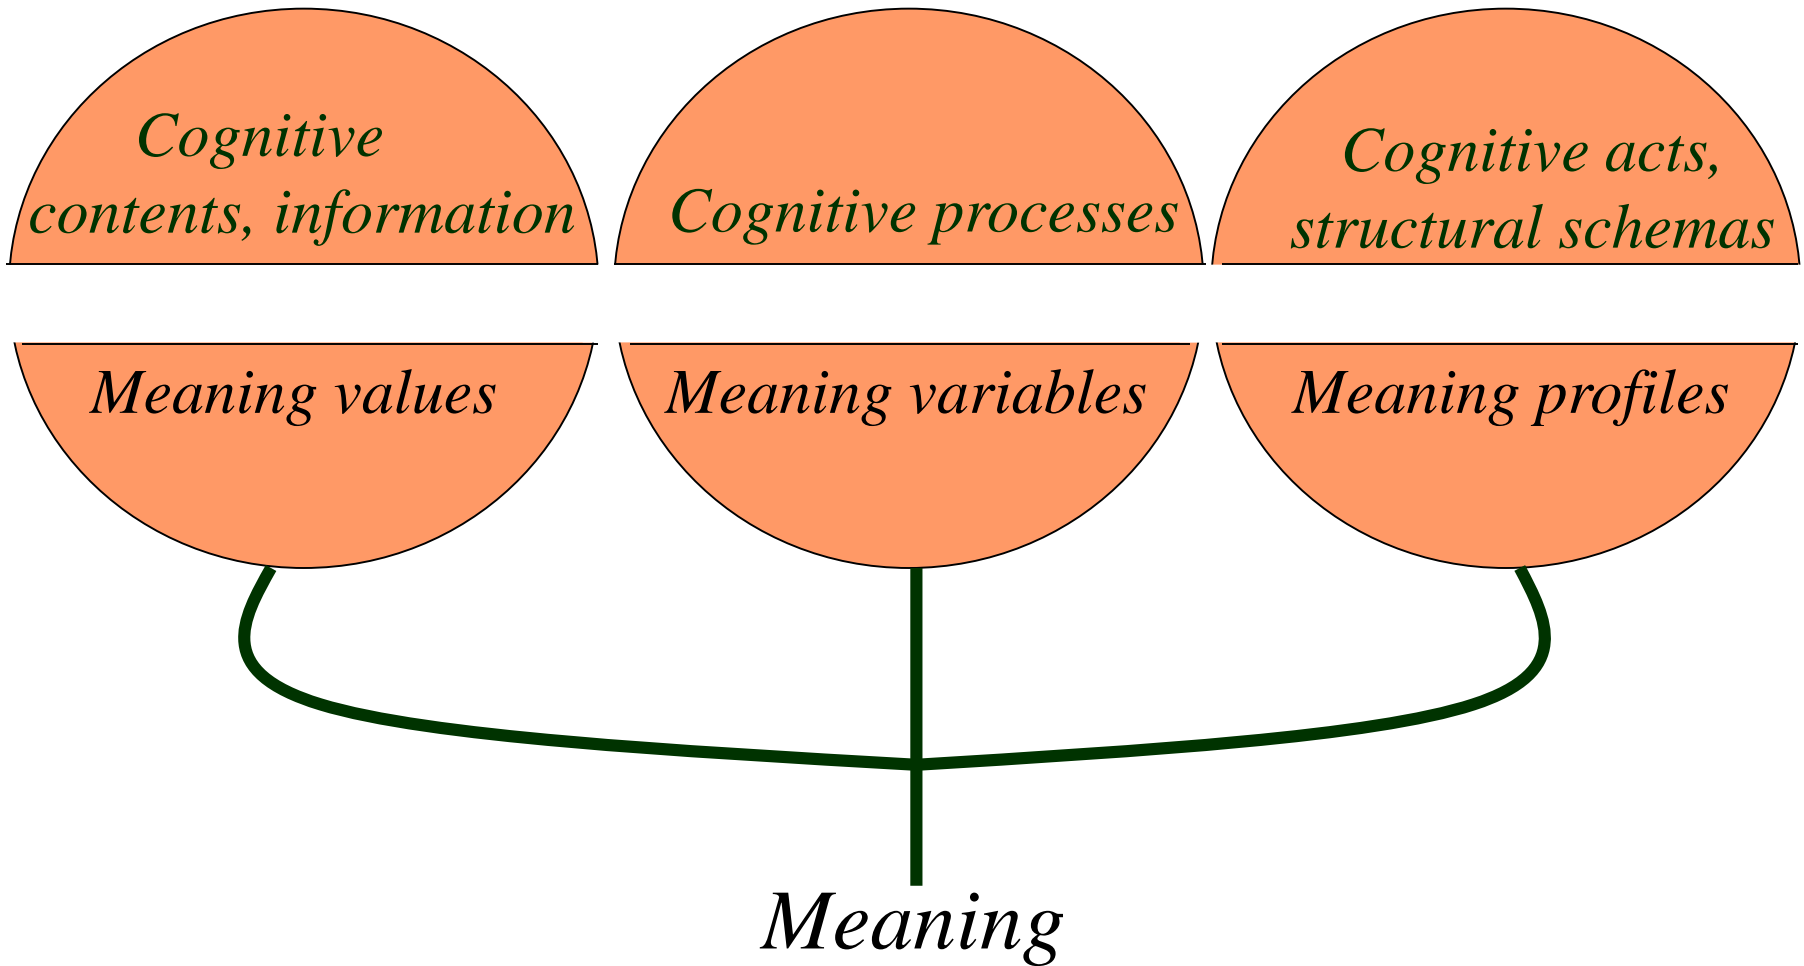 Cognitive
contents, information
Cognitive processes
Cognitive acts,
structural schemas
Meaning values
Meaning variables
Meaning profiles
Meaning